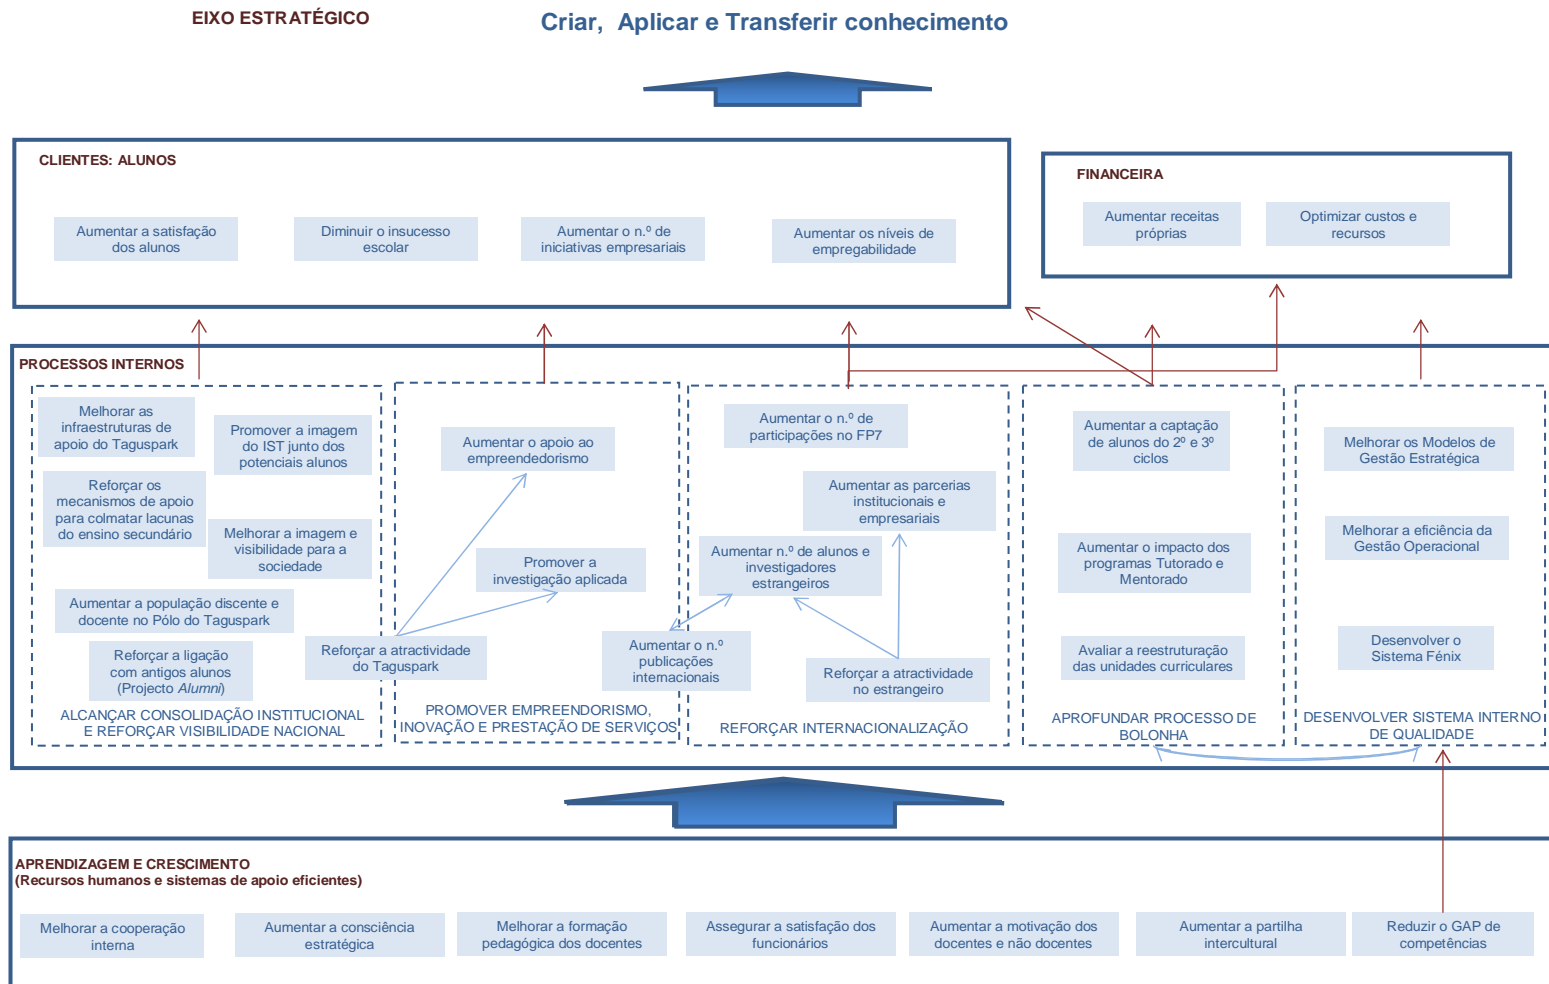 EIXO ESTRATÉGICO
Criar, Aplicar e Transferir conhecimento
CLIENTES: ALUNOS
Aumentar a satisfação
dos alunos
Diminuir o insucesso
escolar
Aumentar o n.º de
iniciativas empresariais
Aumentar os níveis de
empregabilidade
FINANCEIRA
Aumentar receitas
próprias
Optimizar custos e
recursos
PROCESSOS INTERNOS
Melhorar as
infraestruturas de
apoio do Taguspark
Promover a imagem
do IST junto dos
potenciais alunos
Reforçar os
mecanismos de apoio
para colmatar lacunas
do ensino secundário
Melhorar a imagem e
visibilidade para a
sociedade
Aumentar a população discente e
docente no Pólo do Taguspark
Reforçar a ligação
com antigos alunos
(Projecto Alumni)
ALCANÇAR CONSOLIDAÇÃO INSTITUCIONAL
E REFORÇAR VISIBILIDADE NACIONAL
Aumentar o apoio ao
empreendedorismo
Promover a
investigação aplicada
Reforçar a atractividade
do Taguspark
PROMOVER EMPREENDORISMO,
INOVAÇÃO E PRESTAÇÃO DE SERVIÇOS
Aumentar o n.º de
participações no FP7
Aumentar as parcerias
institucionais e
empresariais
Aumentar n.º de alunos e
investigadores
estrangeiros
Aumentar o n.º
publicações
internacionais
Reforçar a atractividade
no estrangeiro
REFORÇAR INTERNACIONALIZAÇÃO
Aumentar a captação
de alunos do 2º e 3º
ciclos
Aumentar o impacto dos
programas Tutorado e
Mentorado
Avaliar a reestruturação
das unidades curriculares
APROFUNDAR PROCESSO DE
BOLONHA
Melhorar os Modelos de
Gestão Estratégica
Melhorar a eficiência da
Gestão Operacional
Desenvolver o
Sistema Fénix
DESENVOLVER SISTEMA INTERNO
DE QUALIDADE
APRENDIZAGEM E CRESCIMENTO
(Recursos humanos e sistemas de apoio eficientes)
Melhorar a cooperação
interna
Aumentar a consciência
estratégica
Melhorar a formação
pedagógica dos docentes
Assegurar a satisfação dos
funcionários
Aumentar a motivação dos
docentes e não docentes
Aumentar a partilha
intercultural
Reduzir o GAP de
competências